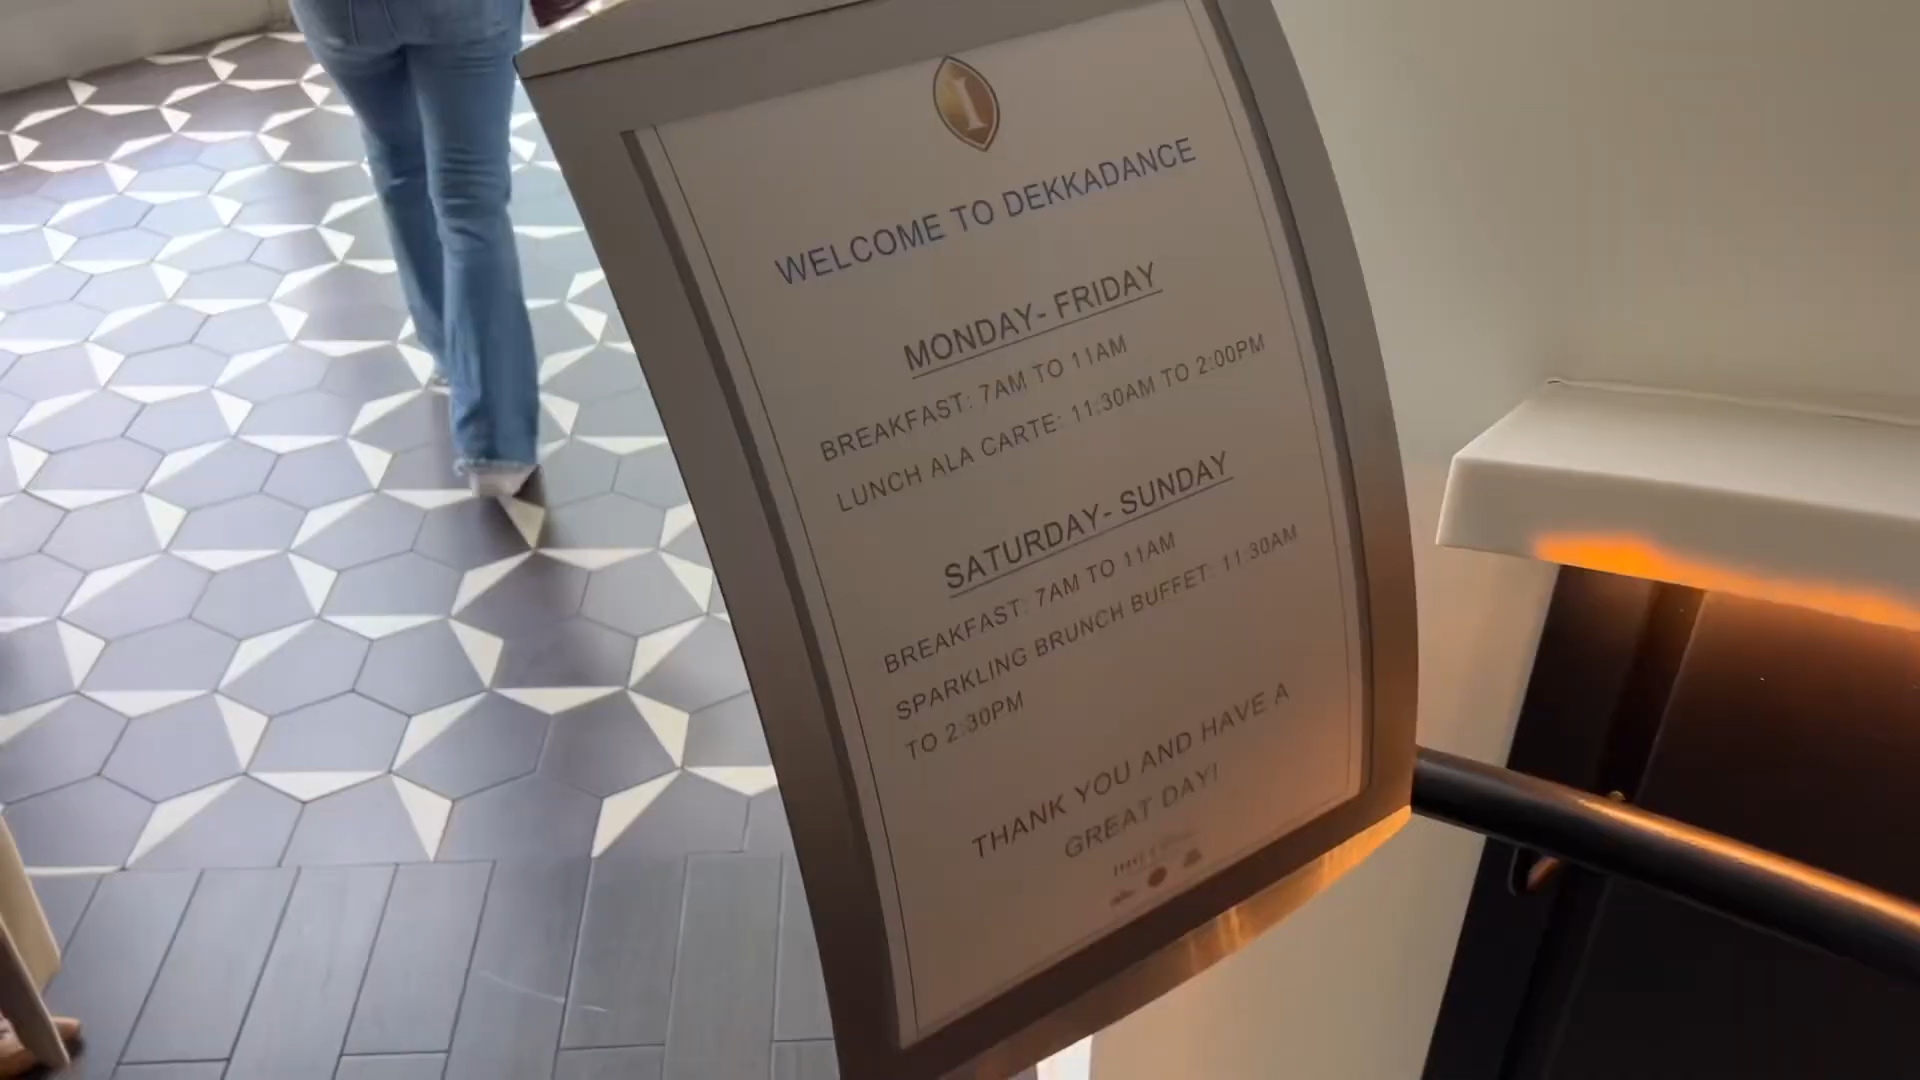 I
WELCOME TO DEKKADANCE
MONDAY- FRIDAY
BREAKFAST: 7AM TO 11AM
LUNCH ALA CARTE: 11:30AM TO 2:00PM
SATURDAY- SUNDAY
BREAKFAST: 7AM TO 11AM
SPARKLING BRUNCH BUFFET: 11:30AM
TO 2:30PM
THANK YOU AND HAVE A
GREAT DAY!